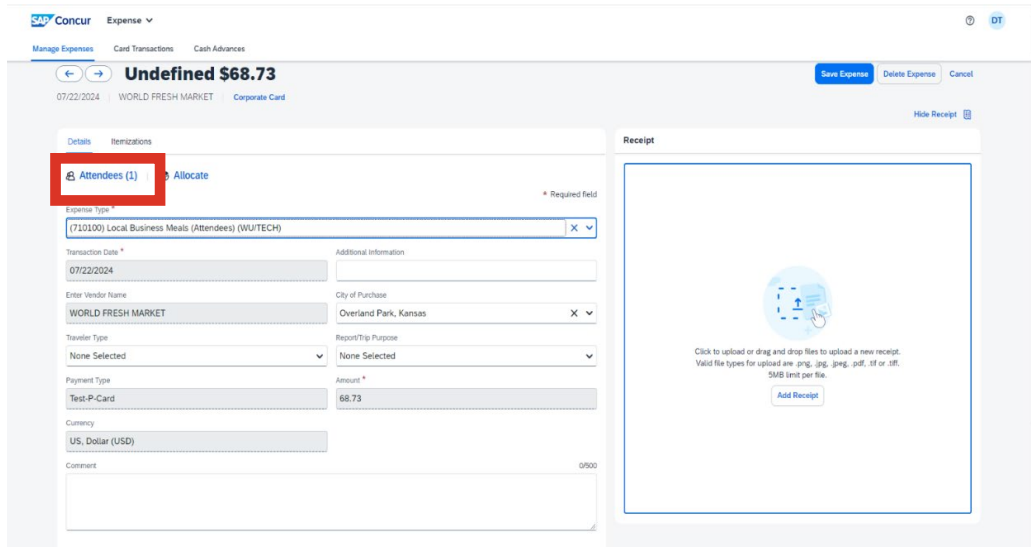 SAP Concur Expense DT
Manage Expenses Card Transactions Cash Advances
Undefined $68.73
Save Expense Delete Expense Cancel
07/22/2024 WORLD FRESH MARKET Corporate Card
Hide Receipt
Details Itemizations
Attendees (1) Allocate
* Required field
Expense Type *
(710100) Local Business Meals (Attendees) (WU/TECH)
Transaction Date * Additional Information
07/22/2024
Enter Vendor Name City of Purchase
WORLD FRESH MARKET Overland Park, Kansas
Traveler Type Report/Trip Purpose
None Selected None Selected
Payment Type Amount *
Test-P-Card 68.73
Currency
US, Dollar (USD)
Comment 0/500
Receipt
Click to upload or drag and drop files to upload a new receipt.
Valid file types for upload are .png, .jpg, .jpeg, .pdf, .tif or .tiff.
5MB limit per file.
Add Receipt